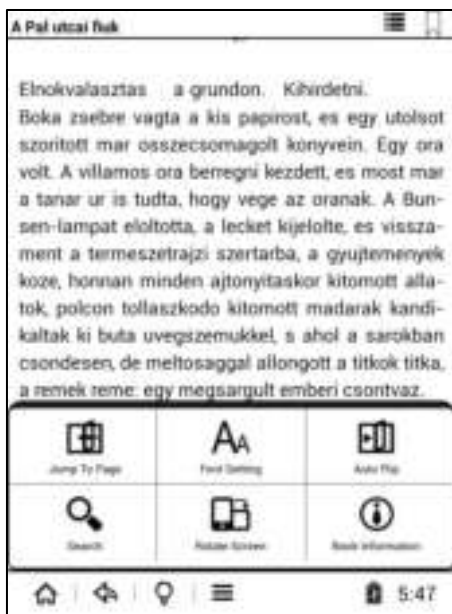 A Pal utcai fiuk
Elnokvalasztas a grundon. Kihirdetni.
Boka zsebre vagta a kis papirost, es egy utolsot
szoritott mar osszecsomagolt konyvein. Egy ora
volt. A villamos ora berregni kezdett, es most mar
a tanar ur is tudta, hogy vege az oranak. A Bun-
sen-lampat eloltotta, a lecket kijelolte, es vissza-
ment a termeszetrajzi szertarba, a gyujtemenyek
koze, honnan minden ajtonyitaskor kitomott alla-
tok, polcon tollaszkodo kitomott madarak kandi-
kaltak ki buta uvegszemukkel, s ahol a sarokban
csondesen, de meltosaggal allongott a titkok titka,
a remek reme: egy megsargult emberi csontvaz.
Jump To Page
Font Setting
Auto Flip
Search
Rotate Screen
Book Information
5:47